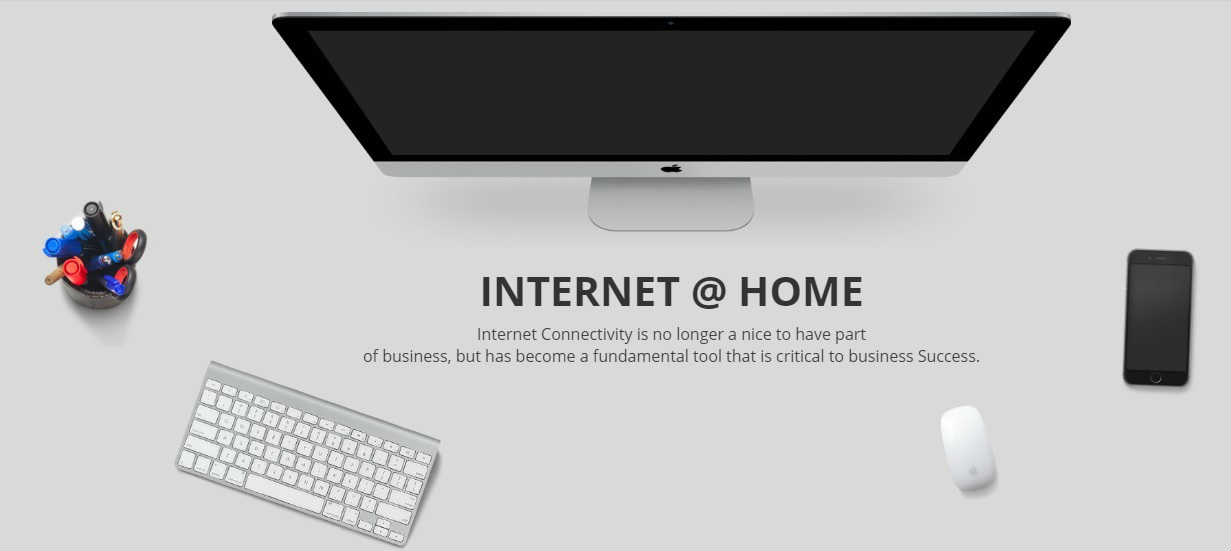 INTERNET @ HOME
Internet Connectivity is no longer a nice to have part
of business, but has become a fundamental tool that is critical to business Success.